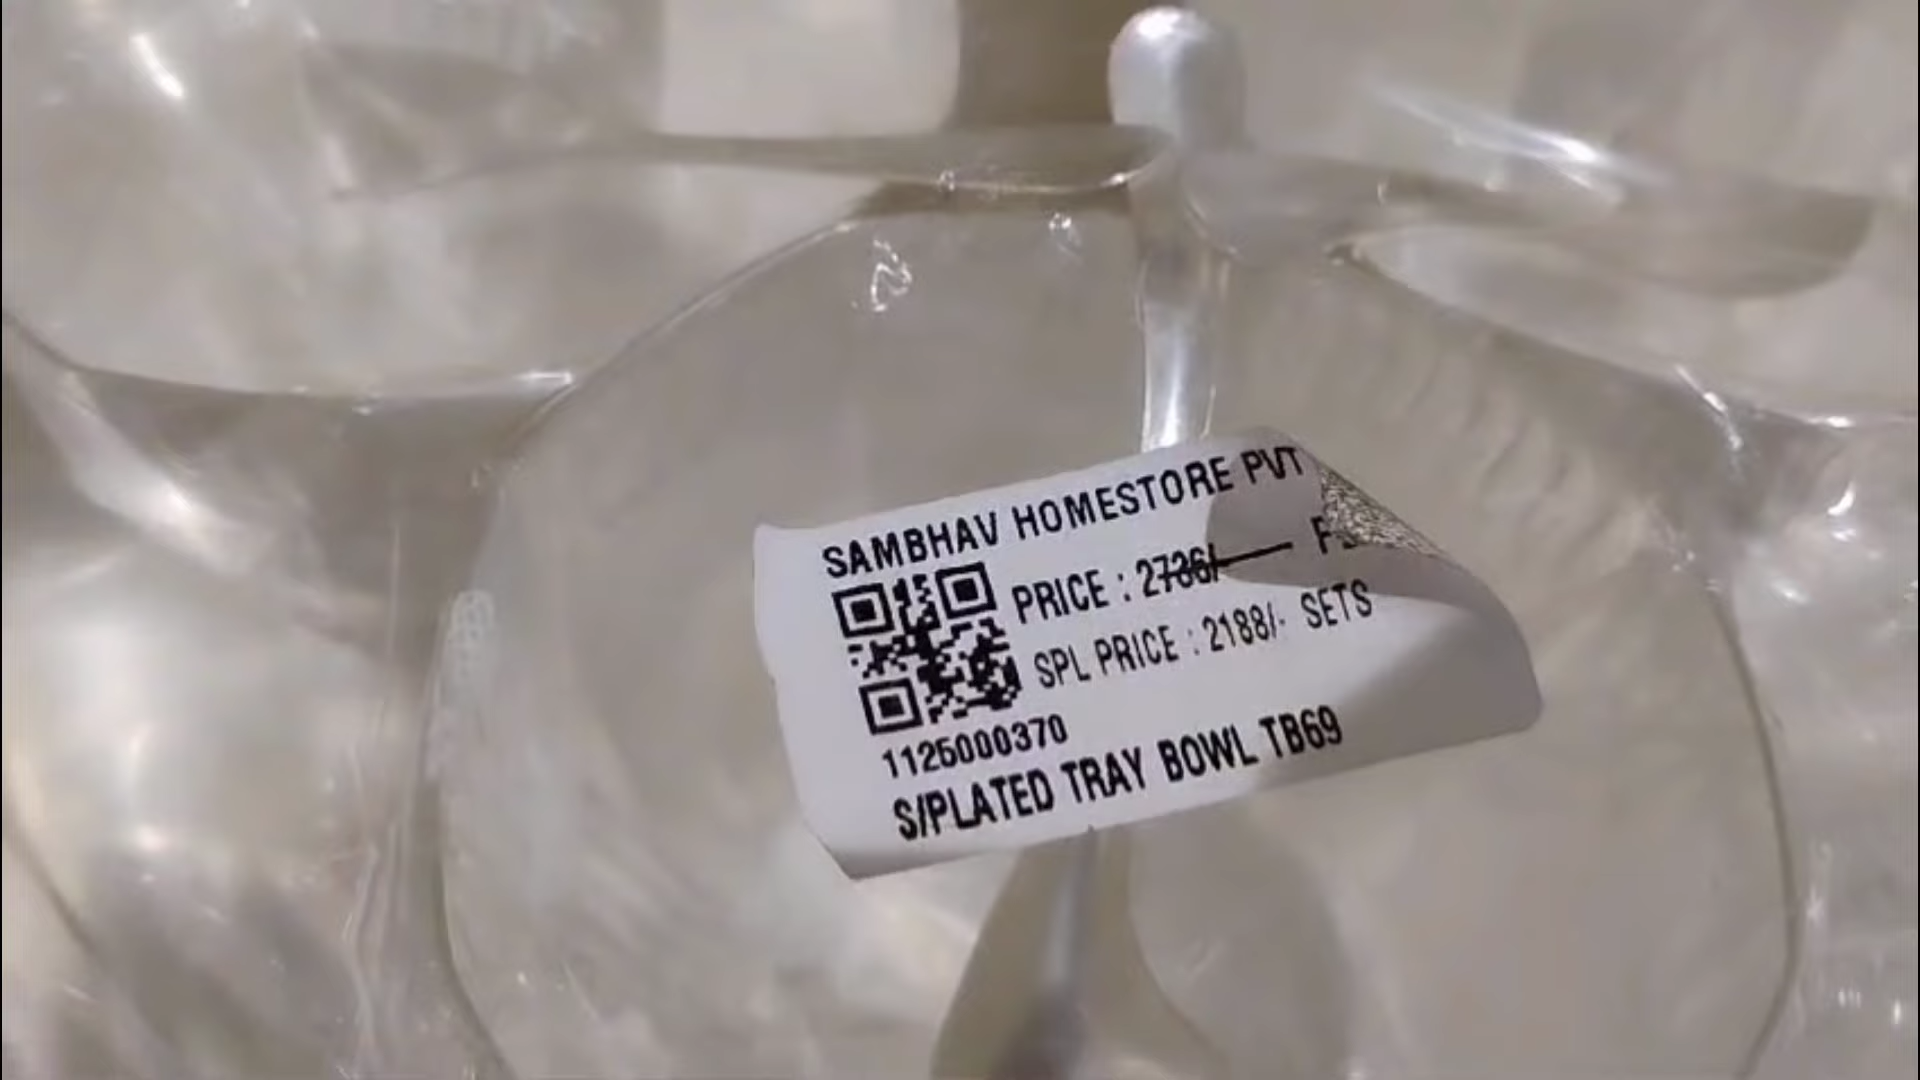 SAMBHAV HOMESTORE PVT
PRICE : 2736/-
SPL PRICE : 2188/- SETS
1125000370
S/PLATED TRAY BOWL TB69